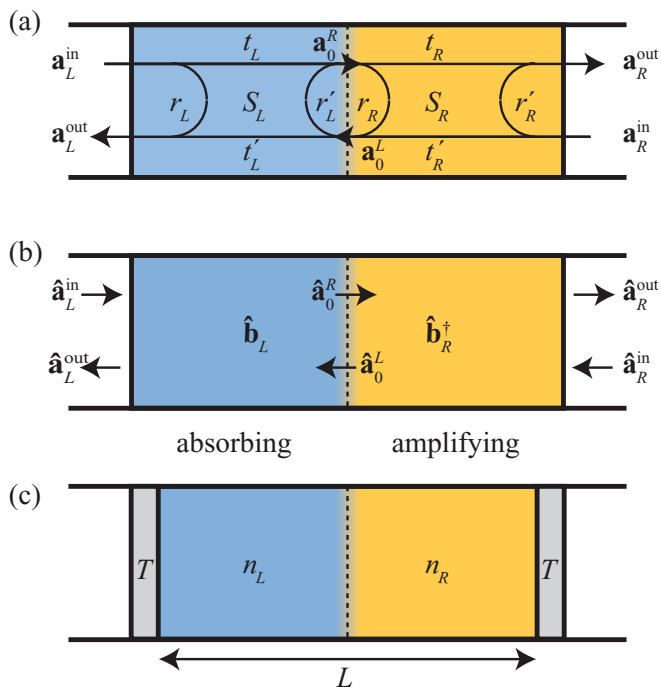 (a)
a_L^in t_L a_0^R t_R a_R^out
r_L S_L r′_L r_R S_R r′_R
a_L^out t′_L a_0^L t′_R a_R^in
(b)
â_L^in â_0^R â_R^out
b̂_L b̂_R^†
â_L^out â_0^L â_R^in
absorbing amplifying
(c)
T n_L n_R T
L